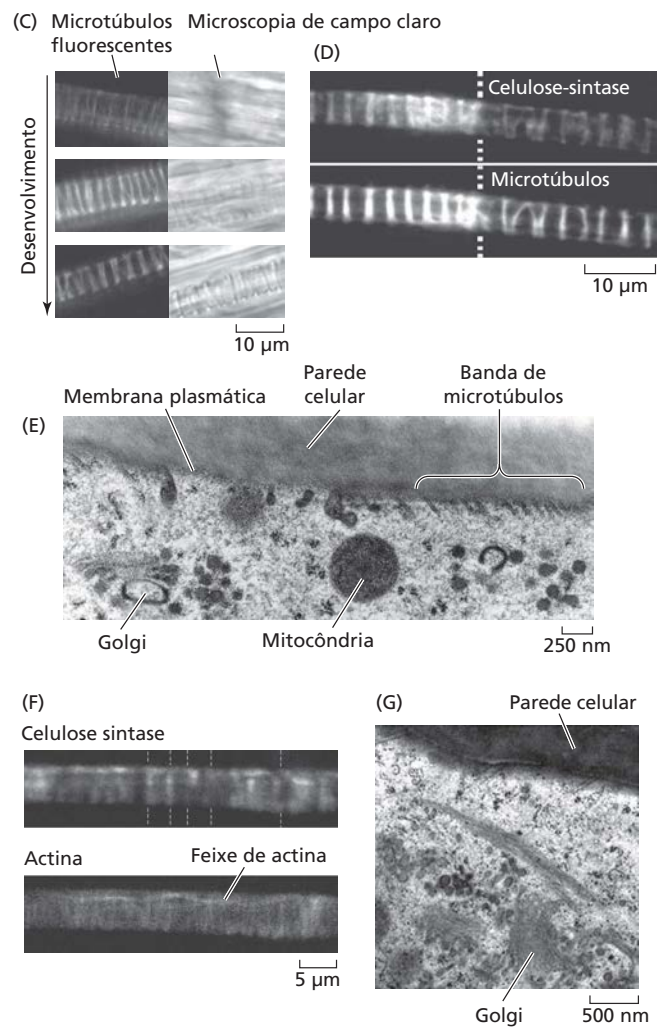 (C)
Microtúbulos
fluorescentes
Microscopia de campo claro
Desenvolvimento
10 µm
(D)
Celulose-sintase
Microtúbulos
10 µm
(E)
Membrana plasmática
Parede
celular
Banda de
microtúbulos
Golgi
Mitocôndria
250 nm
(F)
Celulose sintase
Actina
Feixe de actina
5 µm
(G)
Parede celular
Golgi
500 nm